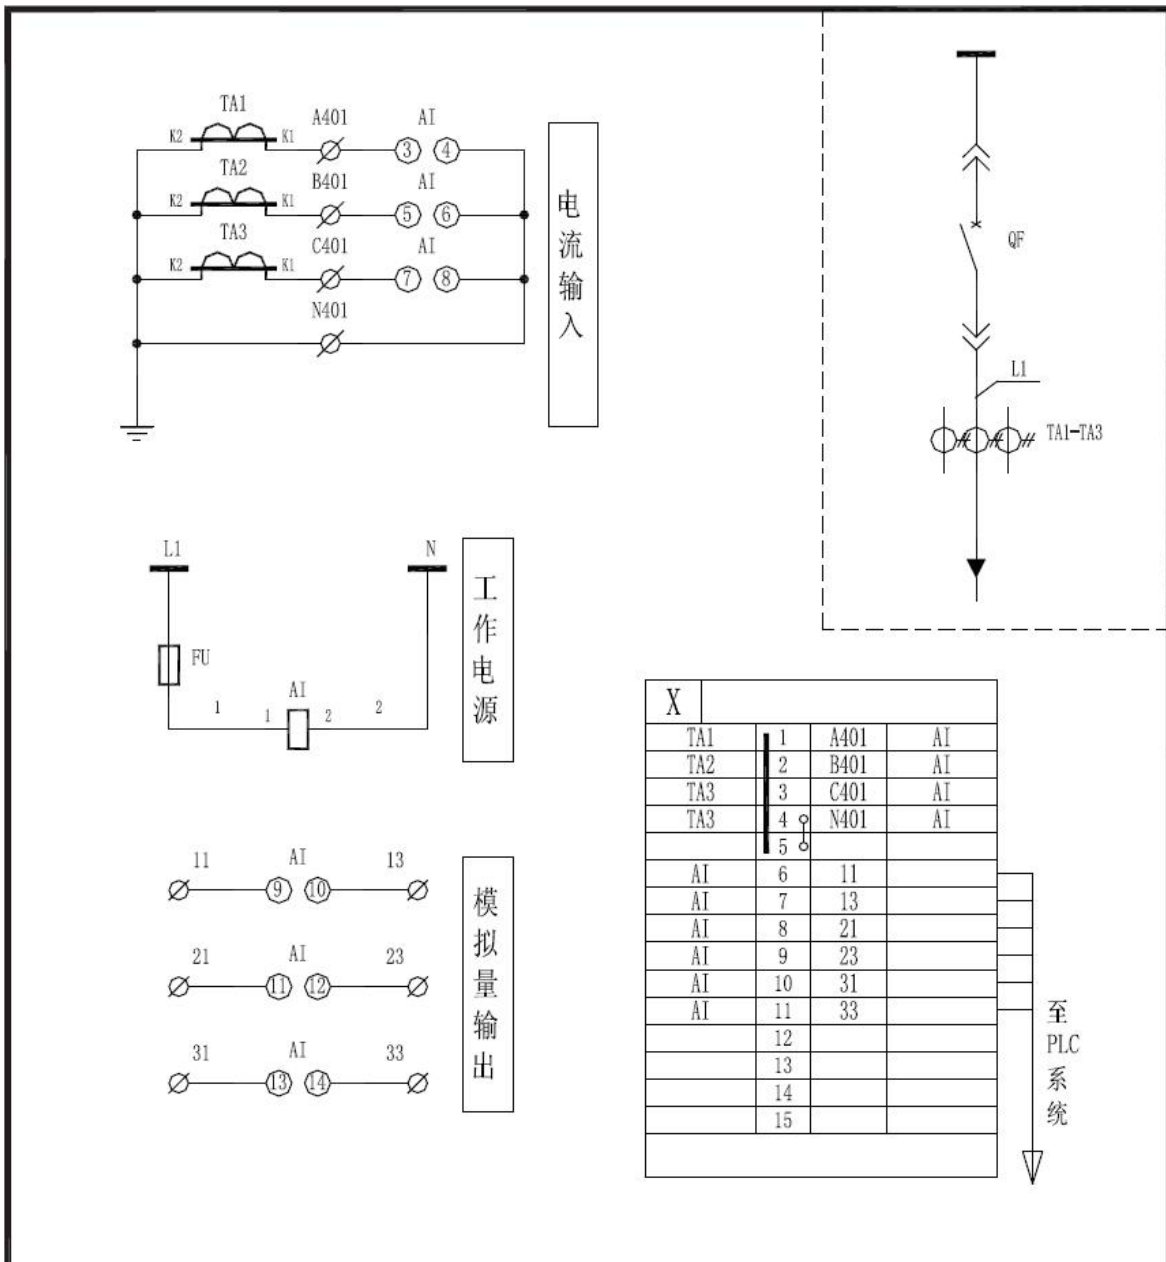 TA1 A401 AI
K2 K1
③ ④
TA2 B401 AI
K2 K1
⑤ ⑥
TA3 C401 AI
K2 K1
⑦ ⑧
N401
电流输入
QF
L1
TA1-TA3
L1 N
FU
AI
1 1 2 2
工作电源
11 AI 13
⑨ ⑩
21 AI 23
⑪ ⑫
31 AI 33
⑬ ⑭
模拟量输出
X
TA1 1 A401 AI
TA2 2 B401 AI
TA3 3 C401 AI
TA3 4 N401 AI
5
AI 6 11
AI 7 13
AI 8 21
AI 9 23
AI 10 31
AI 11 33
12
13
14
15
至
PLC
系
统